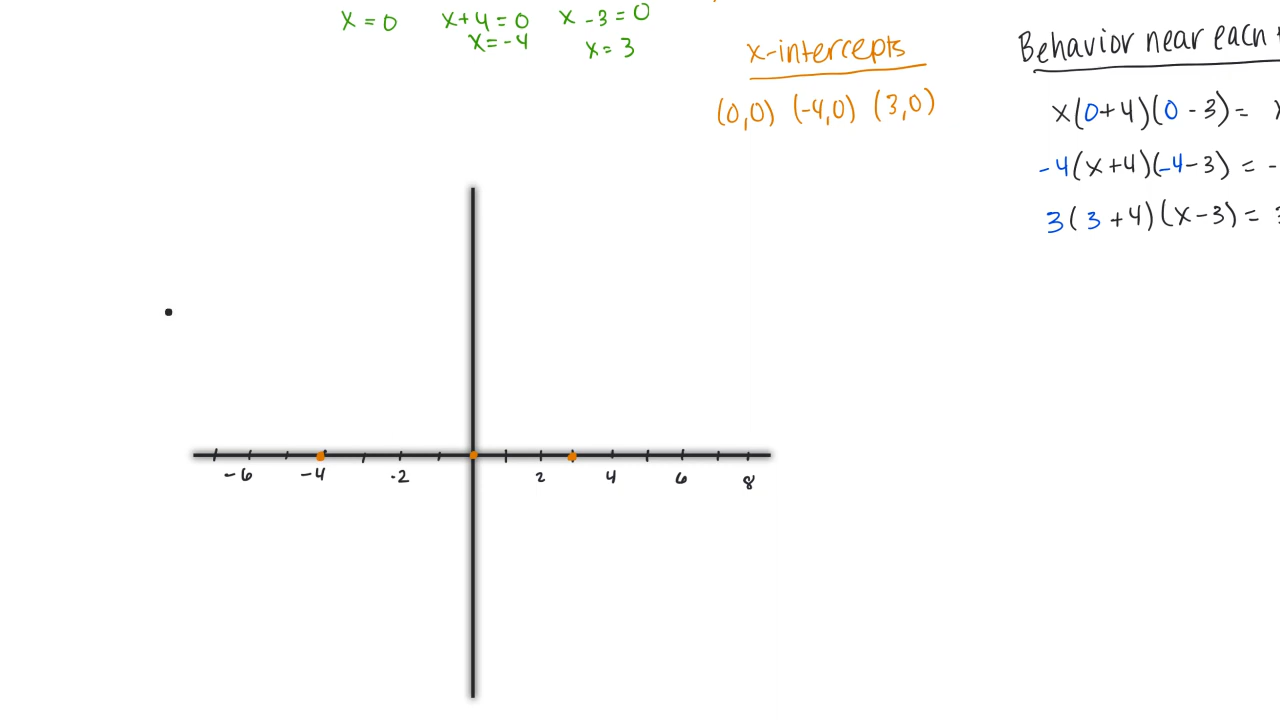 x = 0 x + 4 = 0 x - 3 = 0
x = -4 x = 3
x-intercepts
(0,0) (-4,0) (3,0)
Behavior near each
x(0+4)(0-3) =
-4(x+4)(-4-3) = -
3(3+4)(x-3) =
-6 -4 -2 2 4 6 8